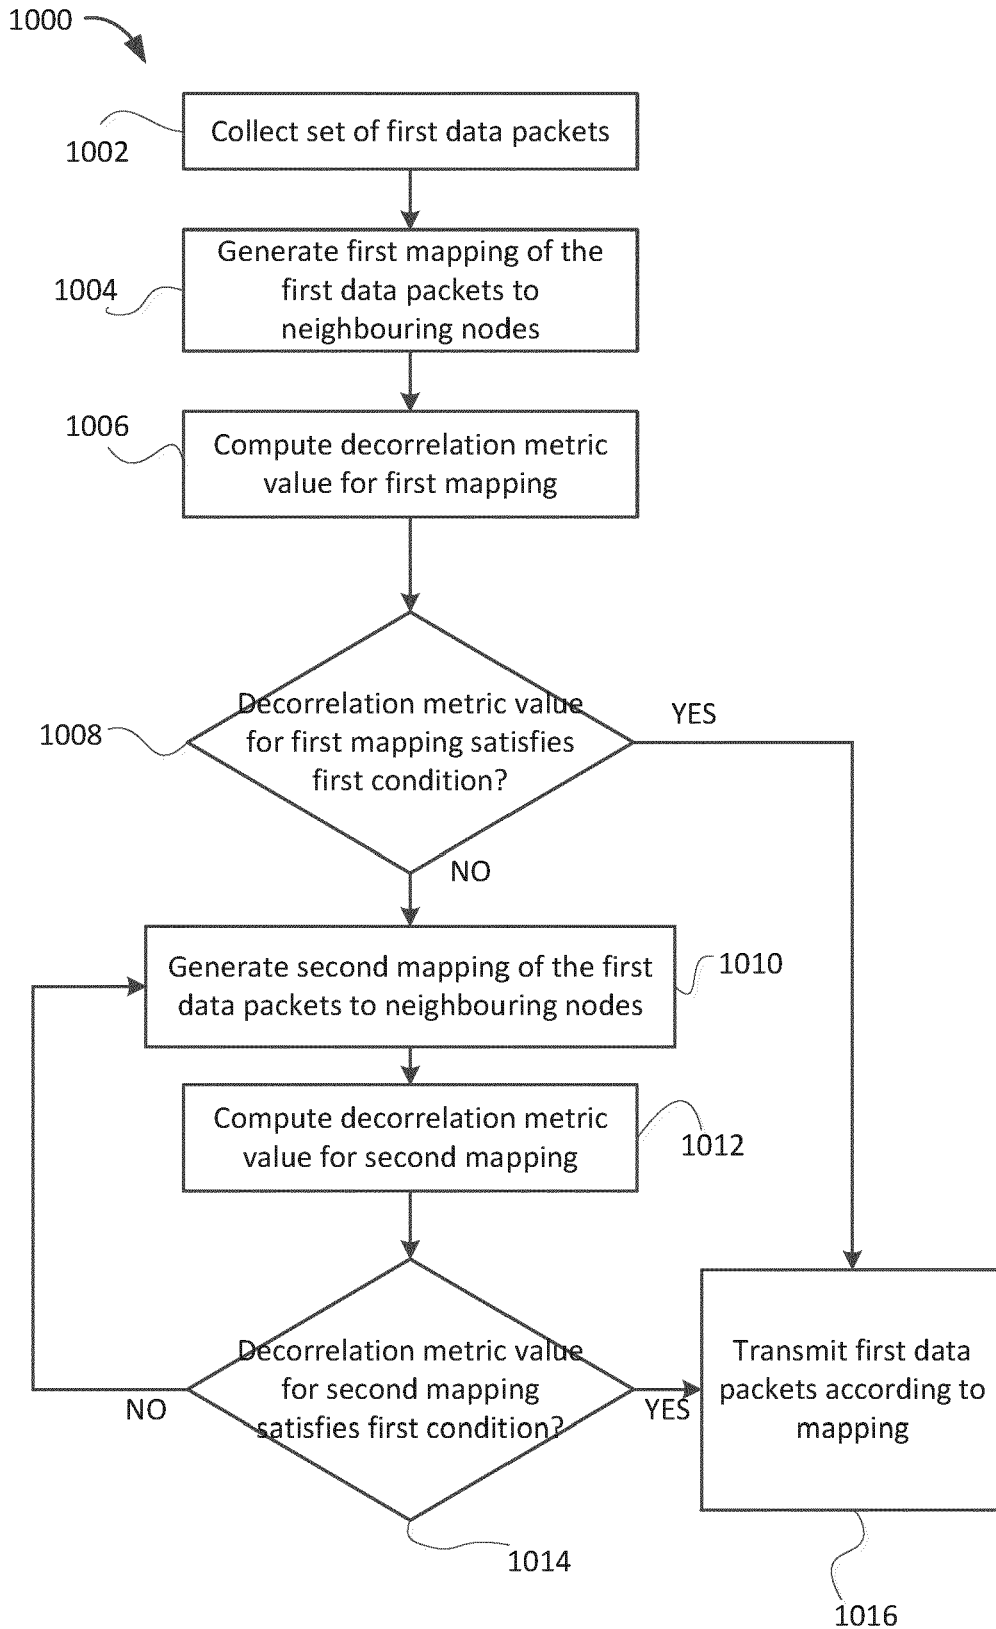 1000
Collect set of first data packets
1002
Generate first mapping of the
first data packets to
neighbouring nodes
1004
Compute decorrelation metric
value for first mapping
1006
Decorrelation metric value
for first mapping satisfies
first condition?
1008
YES
NO
Generate second mapping of the first
data packets to neighbouring nodes
1010
Compute decorrelation metric
value for second mapping
1012
Decorrelation metric value
for second mapping
satisfies first condition?
NO
YES
1014
Transmit first data
packets according to
mapping
1016